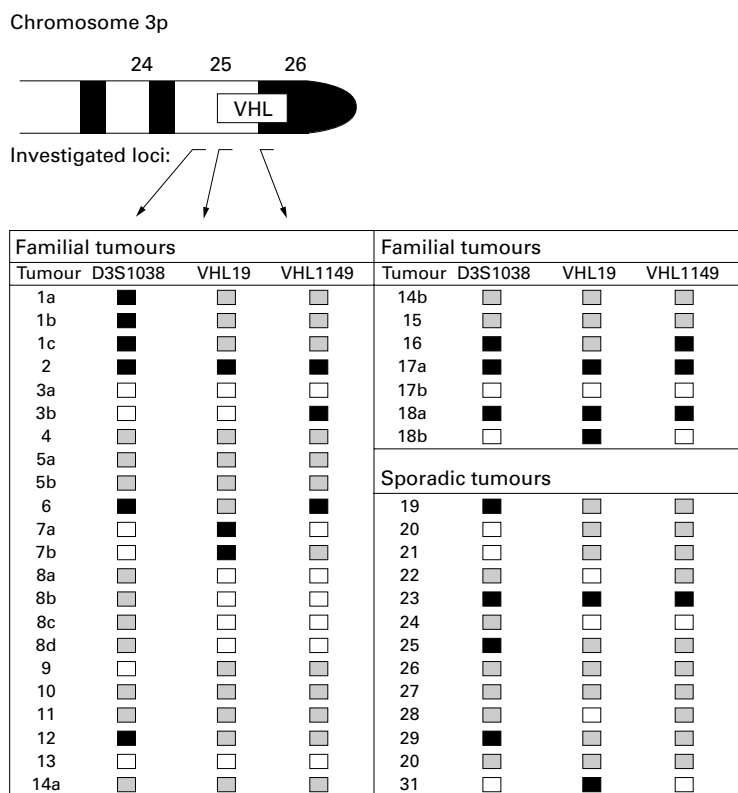 Chromosome 3p
24 25 26
VHL
Investigated loci:
Familial tumours
Tumour D3S1038 VHL19 VHL1149
1a
1b
1c
2
3a
3b
4
5a
5b
6
7a
7b
8a
8b
8c
8d
9
10
11
12
13
14a
Familial tumours
Tumour D3S1038 VHL19 VHL1149
14b
15
16
17a
17b
18a
18b
Sporadic tumours
19
20
21
22
23
24
25
26
27
28
29
20
31